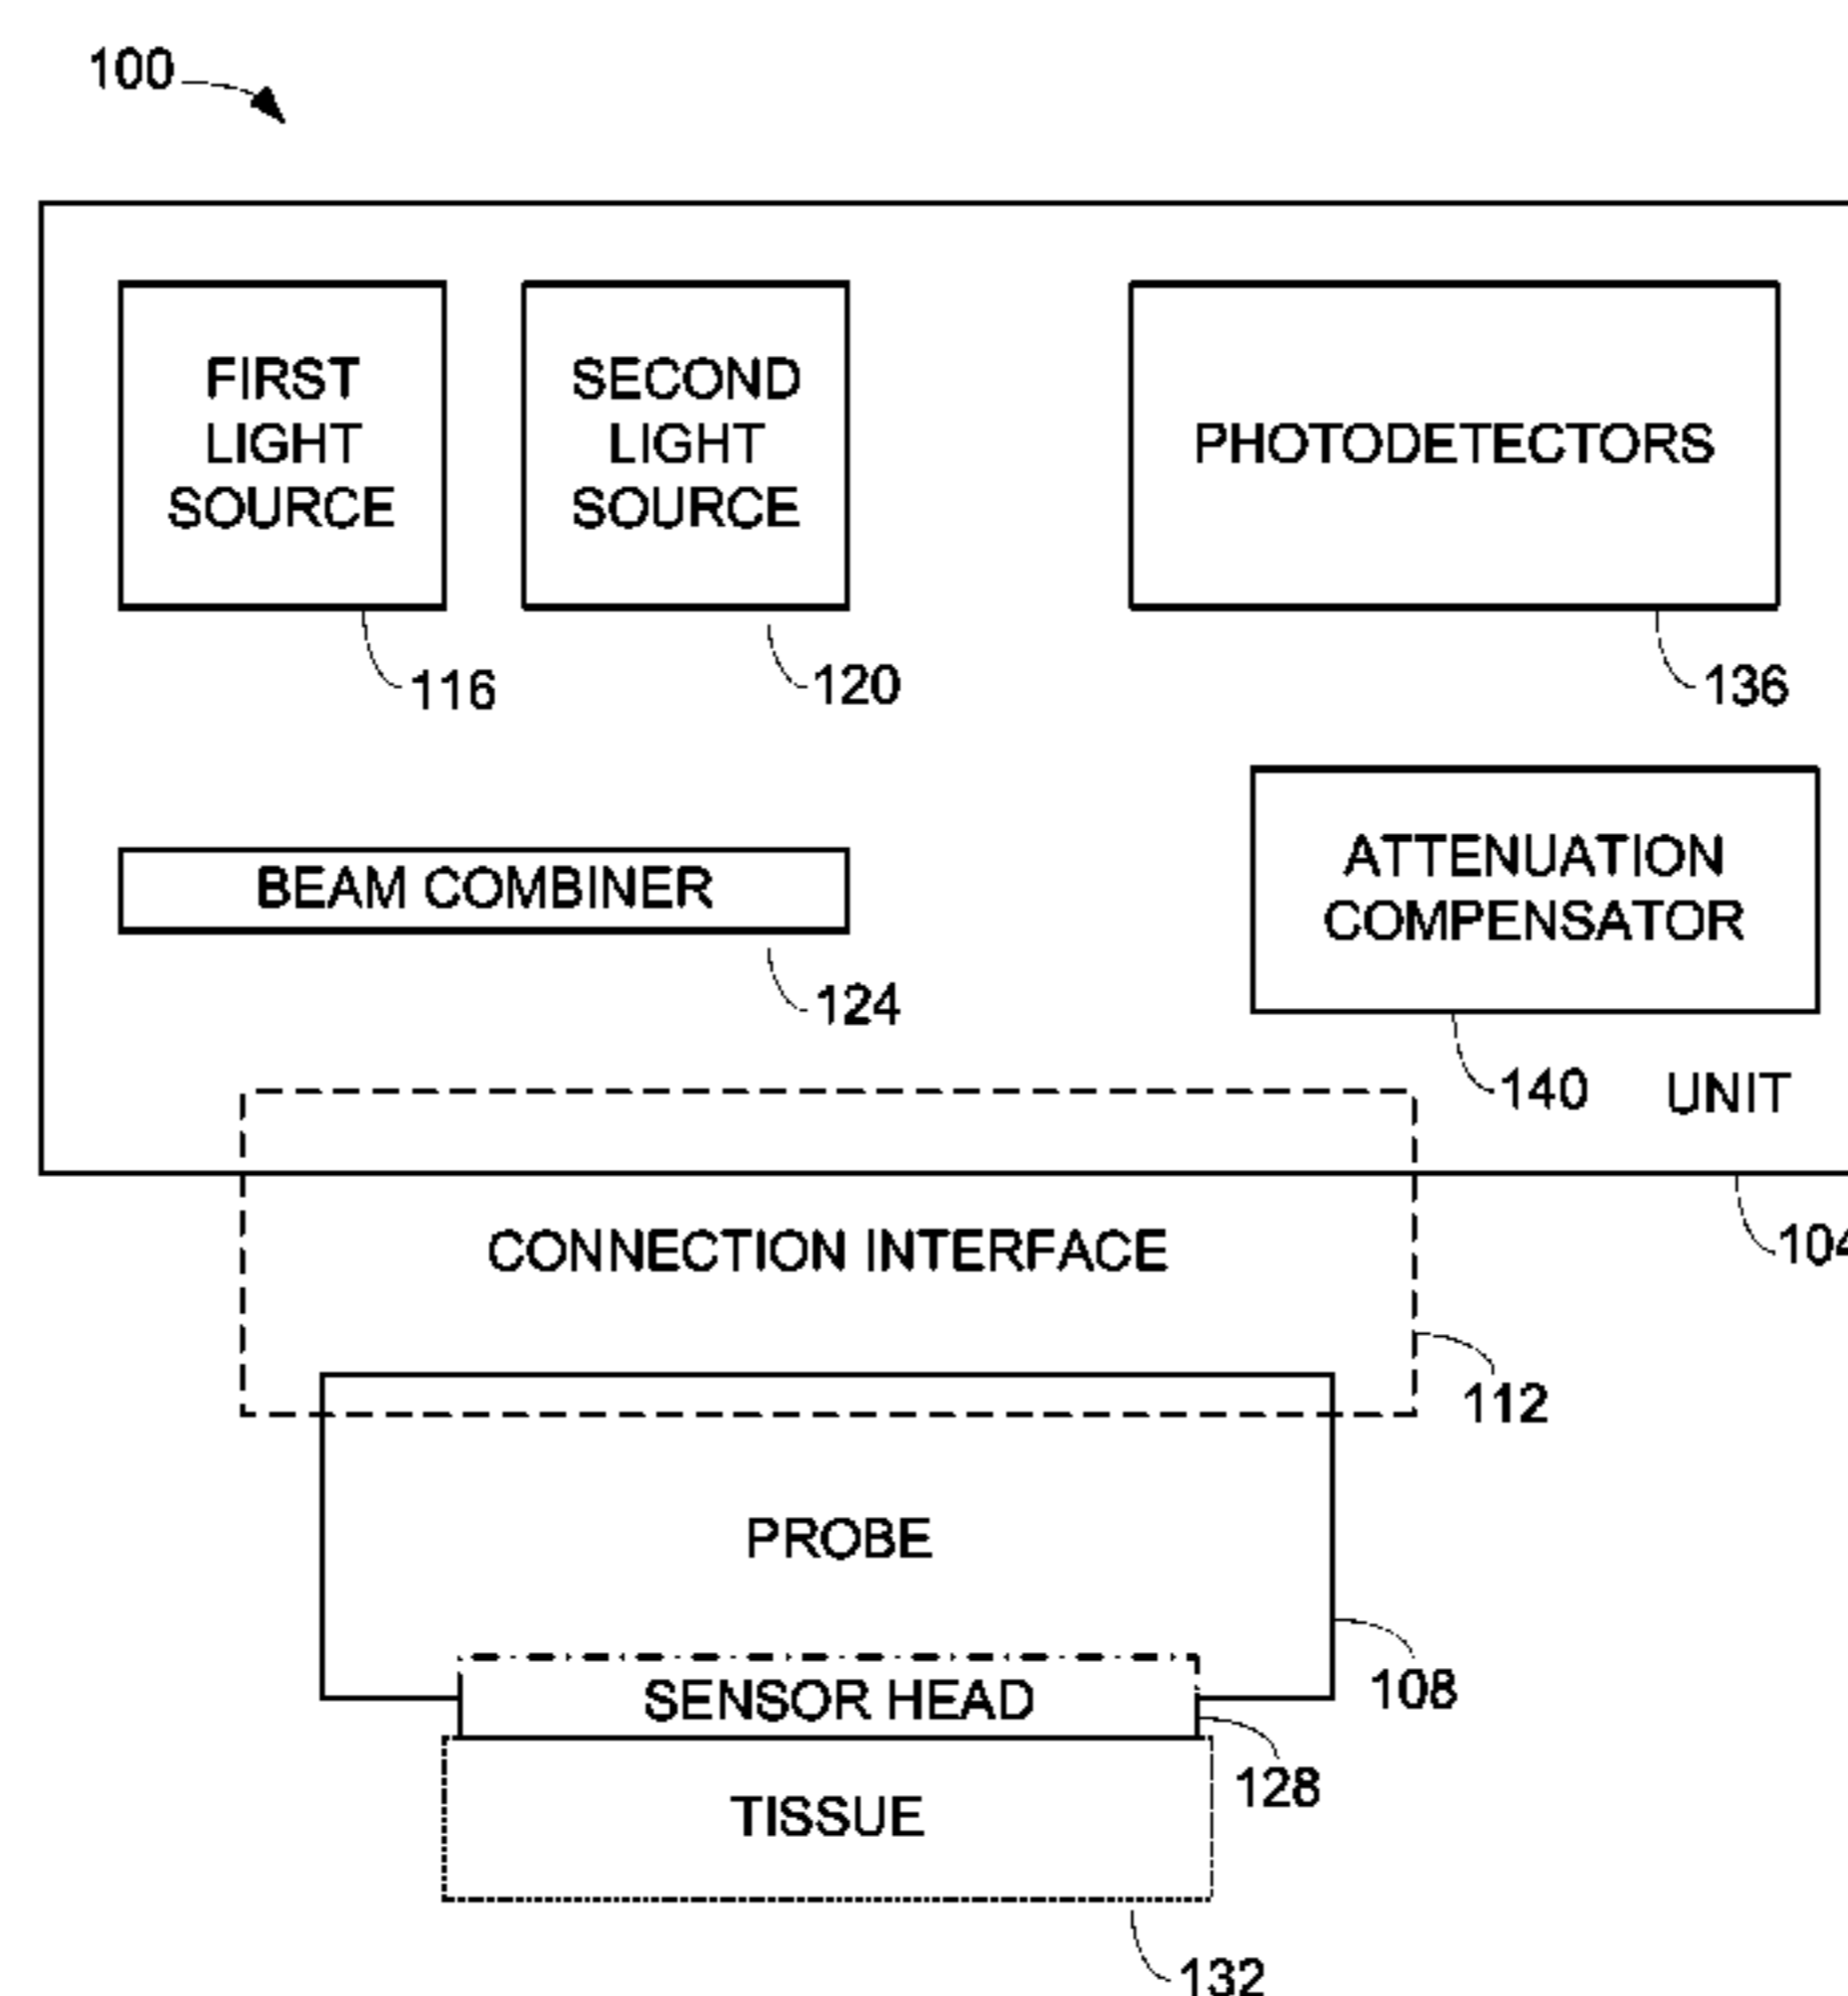 100
FIRST
LIGHT
SOURCE
SECOND
LIGHT
SOURCE
PHOTODETECTORS
116
120
136
BEAM COMBINER
ATTENUATION
COMPENSATOR
124
140
UNIT
CONNECTION INTERFACE
104
112
PROBE
108
SENSOR HEAD
128
TISSUE
132